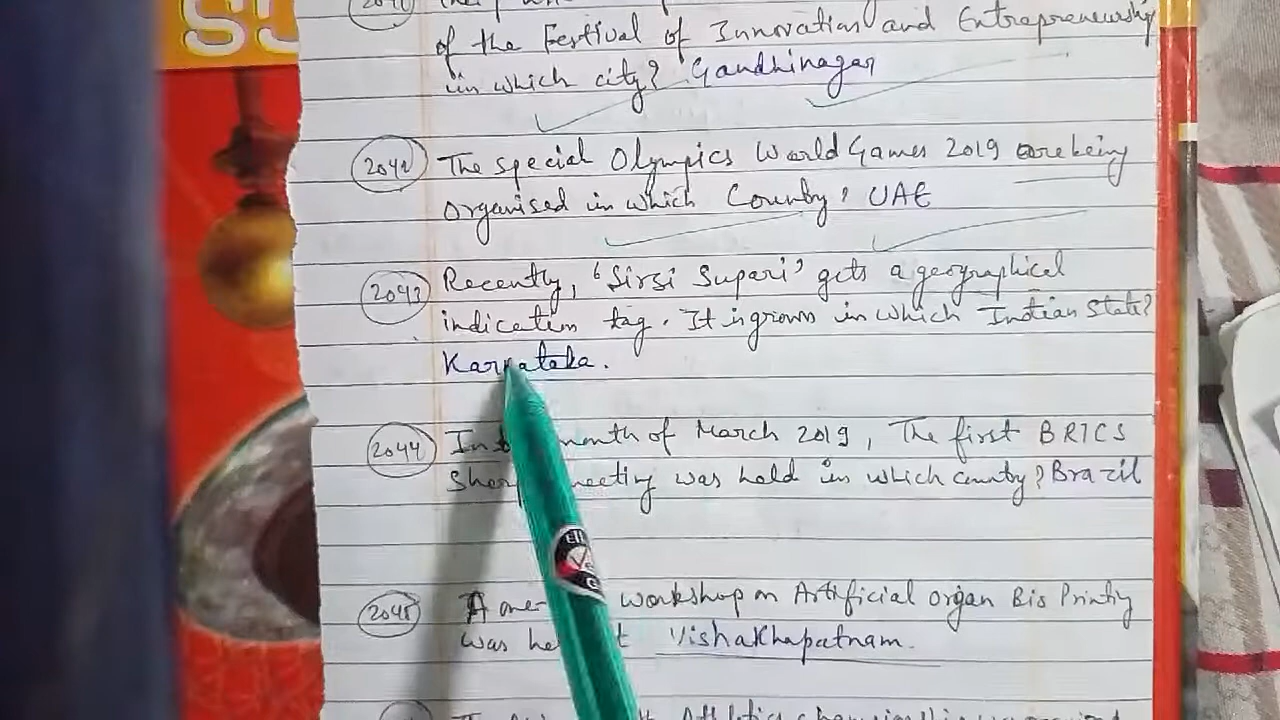 of the Festival of Innovation and Entrepreneurship
in which city? Gandhinagar
2042 The special Olympics World Games 2019 are being
organised in which County? UAE
2043 Recently, 'Sirsi Supari' gets a geographical
indication tag. It is grown in which Indian State?
Karnataka.
2044 In month of March 2019, The first BRICS
meeting was held in which county? Brazil
2045 A workshop on Artificial organ Bio Printing
was Vishakhapatnam.